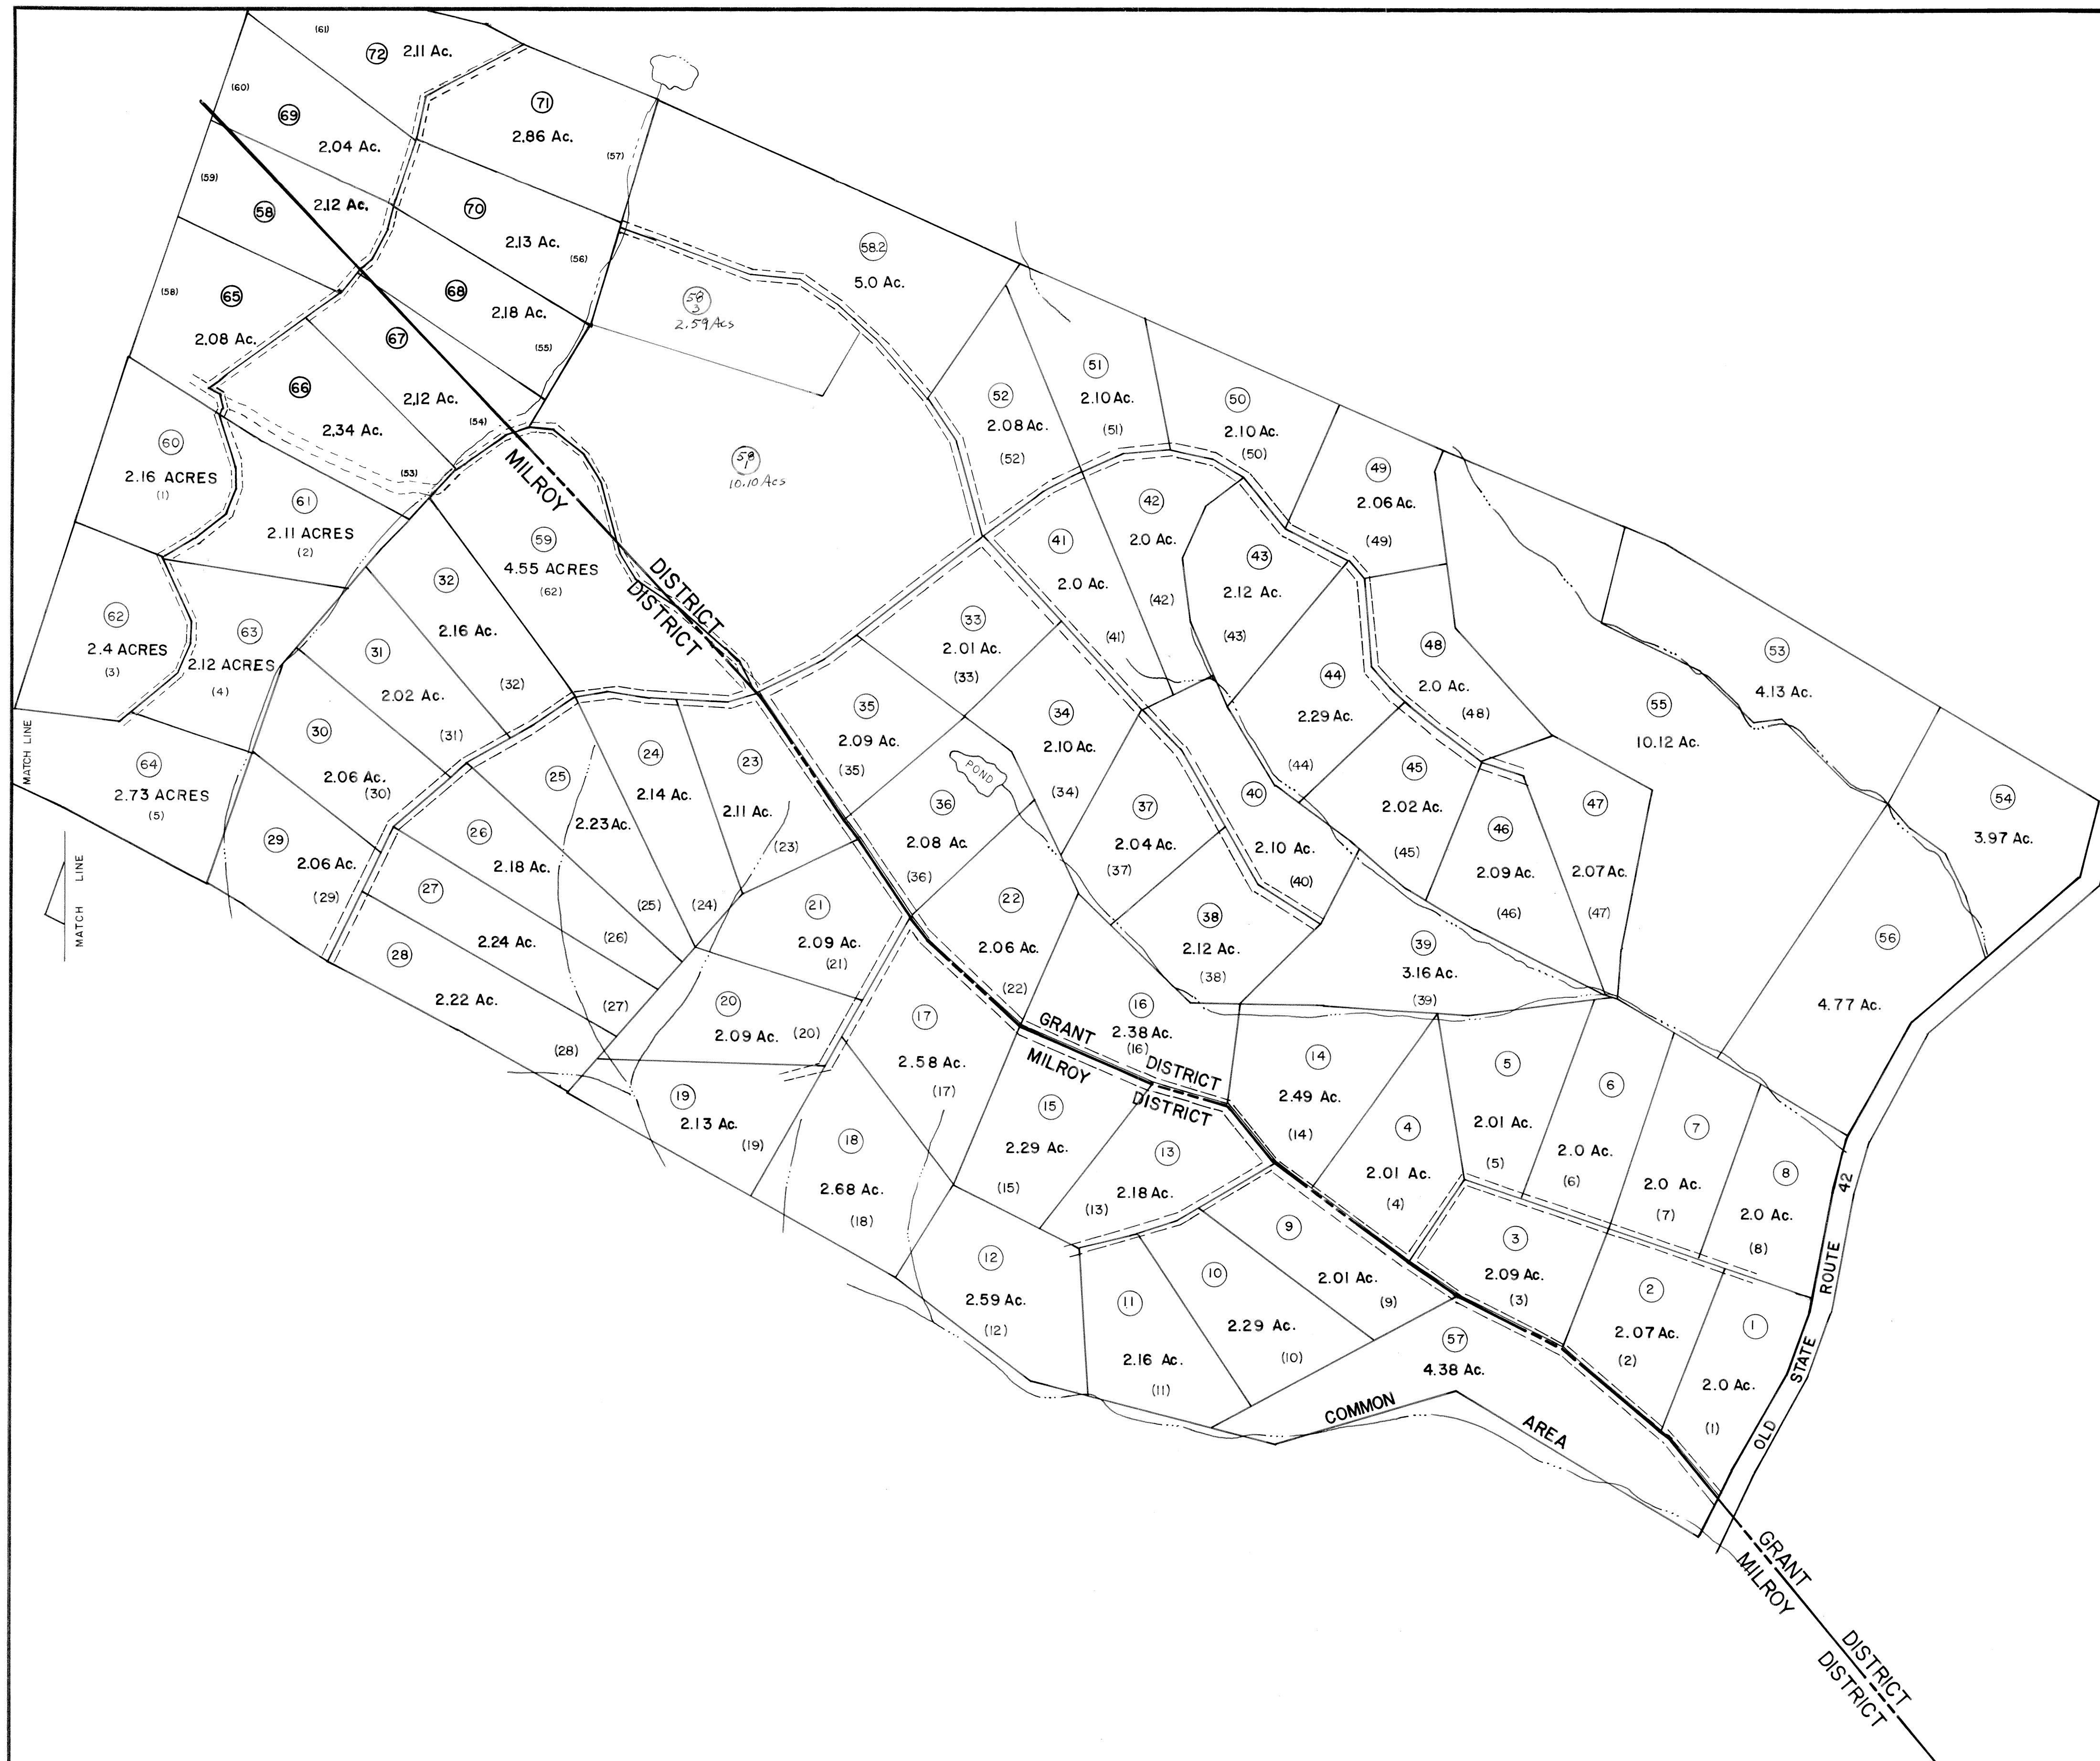 (61)
72 2.11 Ac.
(60)
69
2.04 Ac.
71
2.86 Ac.
(57)
(59)
58
2.12 Ac.
70
2.13 Ac.
(56)
58.2
5.0 Ac.
(58)
65
2.08 Ac.
68
2.18 Ac.
(55)
58
3
2.59 Acs
67
2.12 Ac.
(54)
66
2.34 Ac.
(53)
58
1
10.10 Acs
52
2.08 Ac.
(52)
51
2.10 Ac.
(51)
50
2.10 Ac.
(50)
49
2.06 Ac.
(49)
60
2.16 ACRES
(1)
61
2.11 ACRES
(2)
MILROY DISTRICT
DISTRICT
59
4.55 ACRES
(62)
62
2.4 ACRES
(3)
63
2.12 ACRES
(4)
64
2.73 ACRES
(5)
MATCH LINE
MATCH LINE
32
2.16 Ac.
(32)
31
2.02 Ac.
(31)
30
2.06 Ac.
(30)
29
2.06 Ac.
(29)
33
2.01 Ac.
(33)
41
2.0 Ac.
(41)
42
2.0 Ac.
(42)
43
2.12 Ac.
(43)
44
2.29 Ac.
(44)
48
2.0 Ac.
(48)
55
10.12 Ac.
53
4.13 Ac.
54
3.97 Ac.
56
4.77 Ac.
35
2.09 Ac.
(35)
34
2.10 Ac.
(34)
POND
36
2.08 Ac.
(36)
37
2.04 Ac.
(37)
40
2.10 Ac.
(40)
45
2.02 Ac.
(45)
46
2.09 Ac.
(46)
47
2.07 Ac.
(47)
25
2.23 Ac.
(25)
24
2.14 Ac.
(24)
23
2.11 Ac.
(23)
26
2.18 Ac.
(26)
27
2.24 Ac.
(27)
28
2.22 Ac.
(28)
21
2.09 Ac.
(21)
22
2.06 Ac.
(22)
38
2.12 Ac.
(38)
39
3.16 Ac.
(39)
20
2.09 Ac. (20)
17
2.58 Ac.
(17)
16
2.38 Ac.
(16)
GRANT DISTRICT
MILROY DISTRICT
19
2.13 Ac.
(19)
18
2.68 Ac.
(18)
15
2.29 Ac.
(15)
13
2.18 Ac.
(13)
14
2.49 Ac.
(14)
4
2.01 Ac.
(4)
5
2.01 Ac.
(5)
6
2.0 Ac.
(6)
7
2.0 Ac.
(7)
8
2.0 Ac.
(8)
12
2.59 Ac.
(12)
11
2.16 Ac.
(11)
10
2.29 Ac.
(10)
9
2.01 Ac.
(9)
3
2.09 Ac.
(3)
2
2.07 Ac.
(2)
1
2.0 Ac.
(1)
57
4.38 Ac.
COMMON AREA
OLD STATE ROUTE 42
GRANT DISTRICT
MILROY DISTRICT